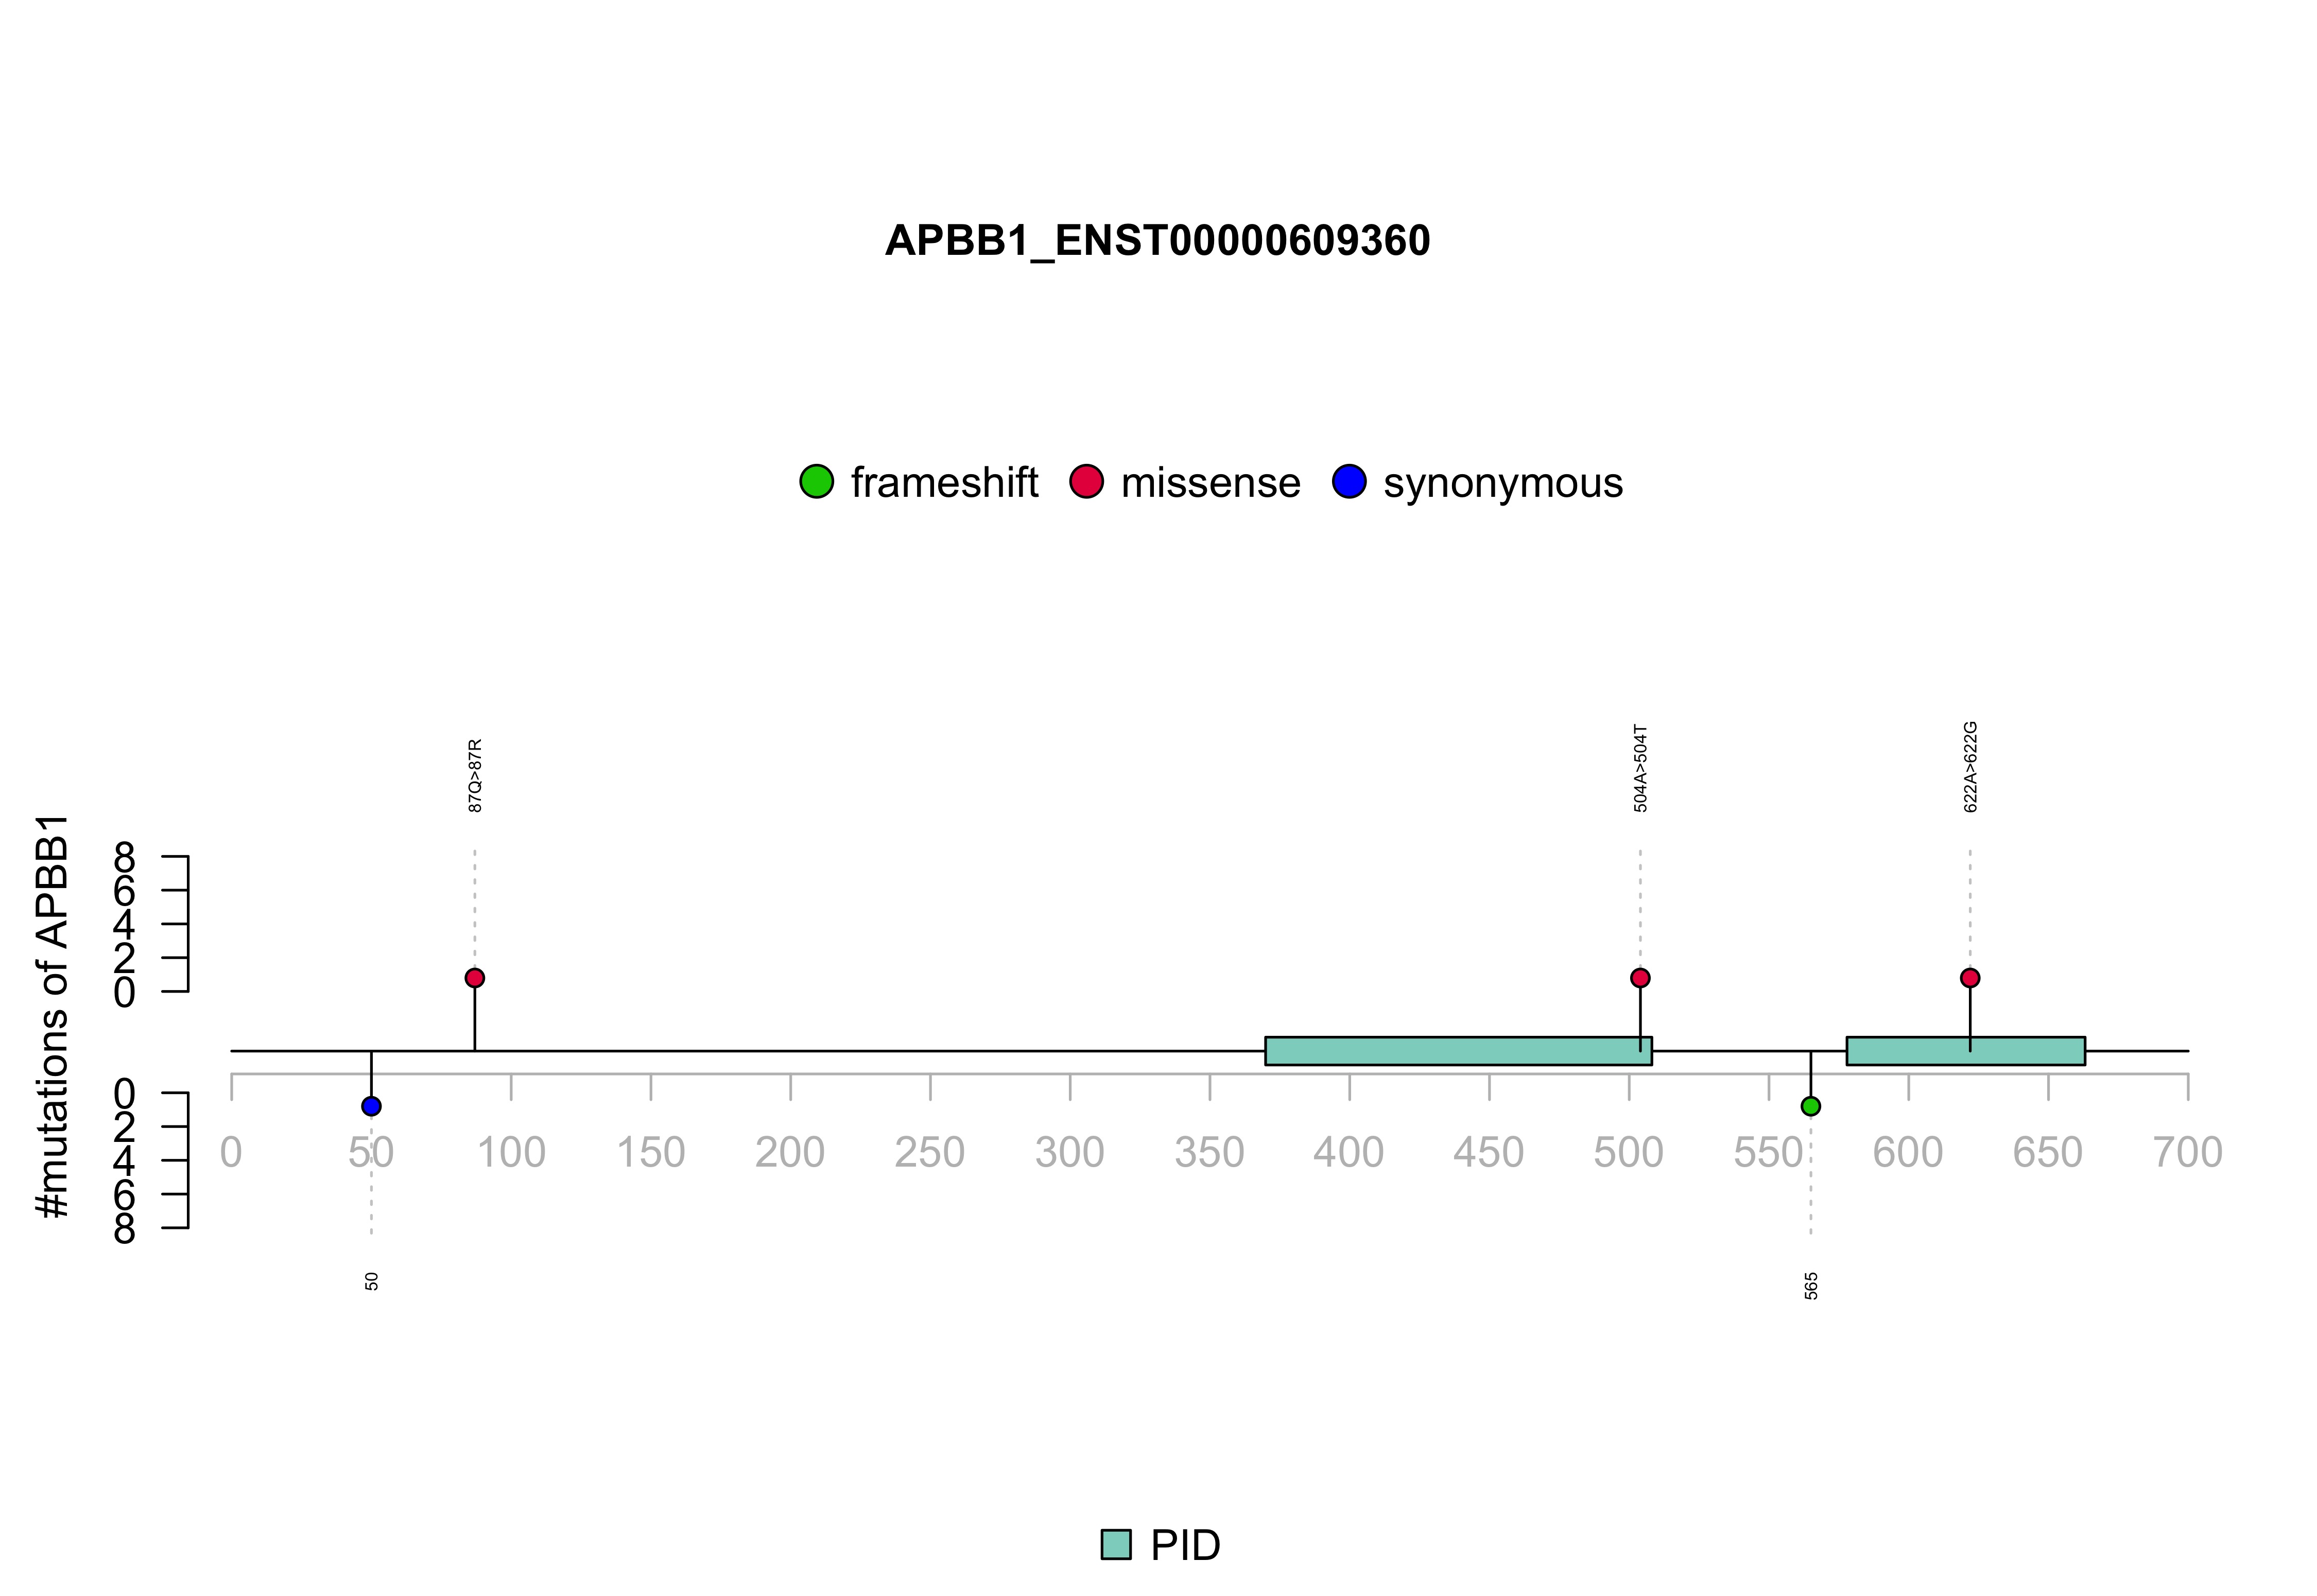 APBB1_ENST00000609360
frameshift missense synonymous
87Q>87R
504A>504T
622A>622G
#mutations of APBB1
8
6
4
2
0
0
2
4
6
8
0 50 100 150 200 250 300 350 400 450 500 550 600 650 700
50
565
PID